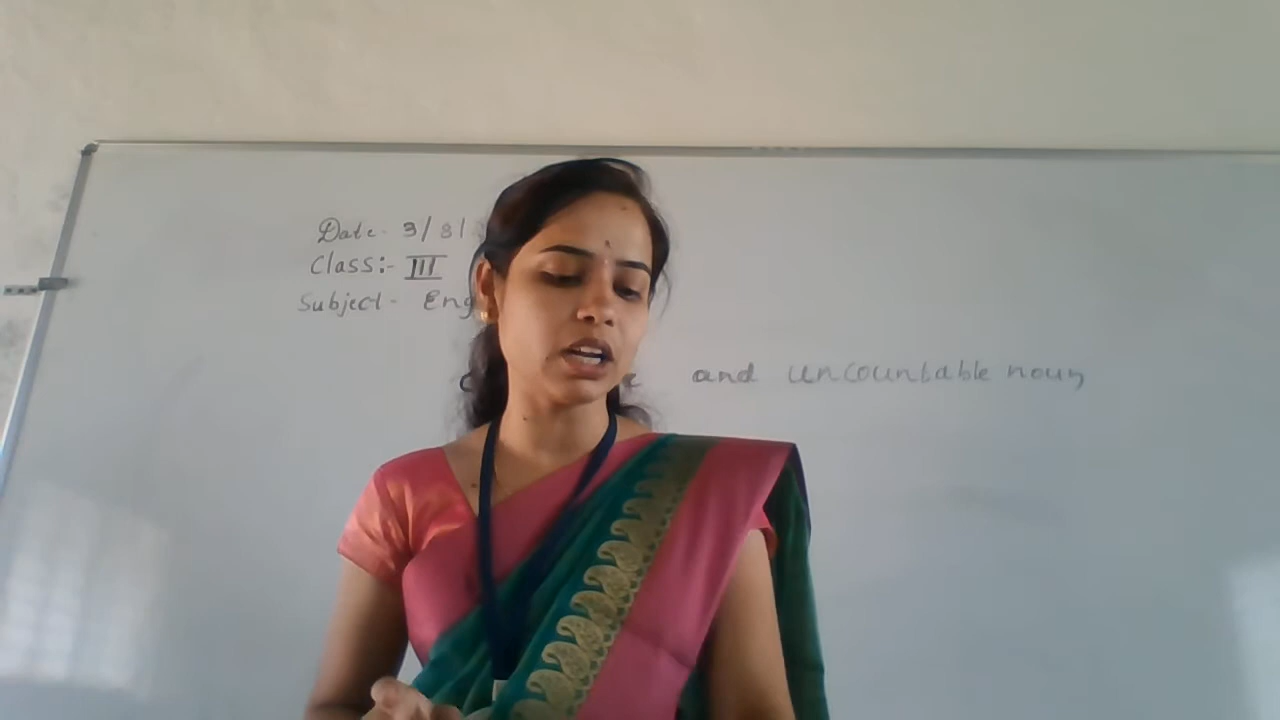 Date- 3/8/
Class:- III
Subject- Eng
and uncountable noun